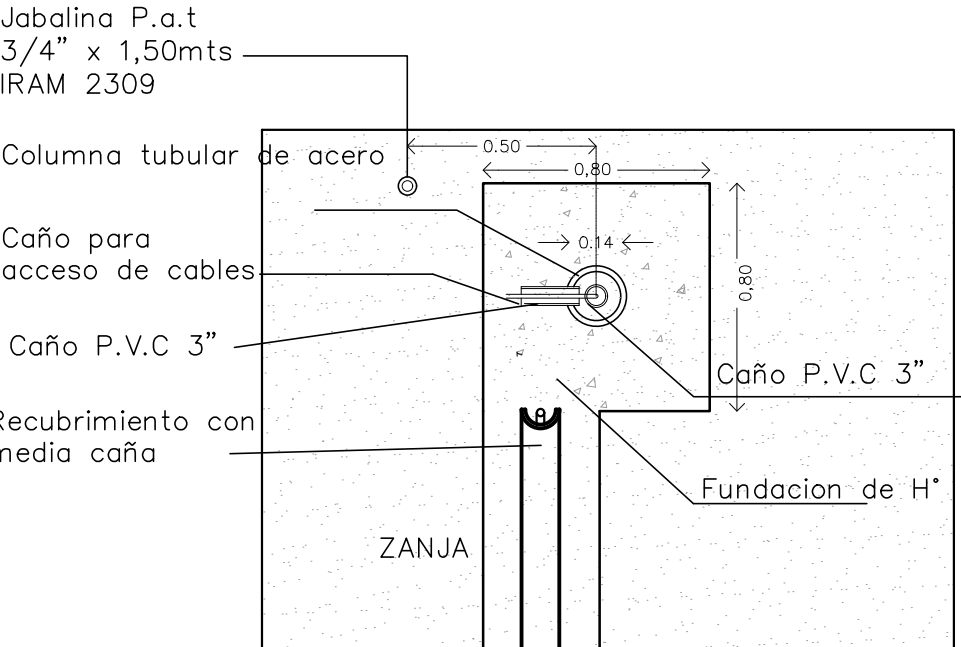 Jabalina P.a.t
3/4" x 1,50mts
IRAM 2309
0.50
Columna tubular de acero
0,80
Caño para
acceso de cables
0.14
0,80
Caño P.V.C 3"
Caño P.V.C 3"
Recubrimiento con
media caña
Fundacion de H°
ZANJA